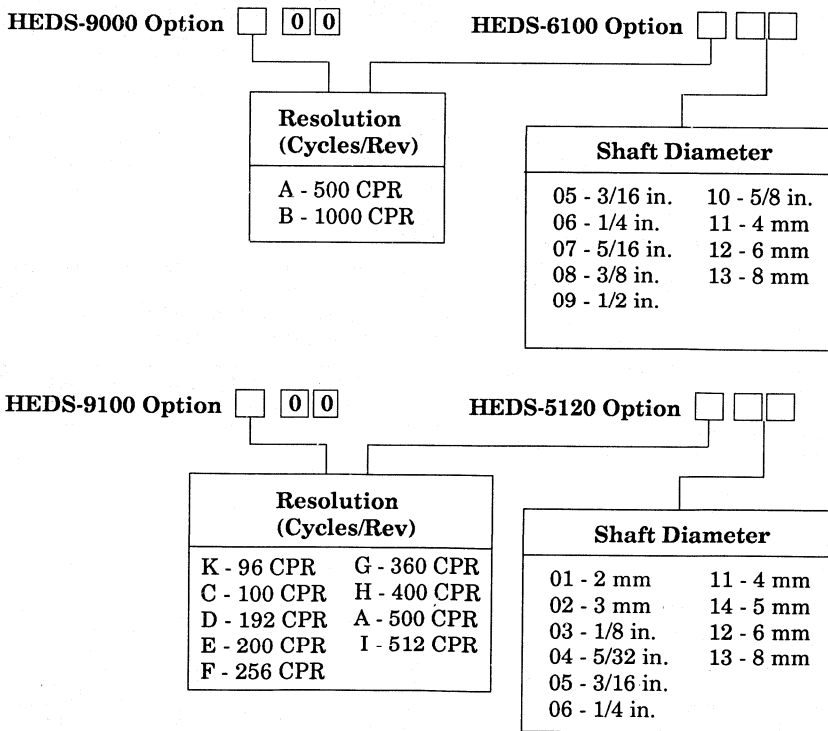 HEDS-9000 Option 0 0
HEDS-6100 Option
Resolution
(Cycles/Rev)
A - 500 CPR
B - 1000 CPR
Shaft Diameter
05 - 3/16 in. 10 - 5/8 in.
06 - 1/4 in. 11 - 4 mm
07 - 5/16 in. 12 - 6 mm
08 - 3/8 in. 13 - 8 mm
09 - 1/2 in.
HEDS-9100 Option 0 0
HEDS-5120 Option
Resolution
(Cycles/Rev)
K - 96 CPR G - 360 CPR
C - 100 CPR H - 400 CPR
D - 192 CPR A - 500 CPR
E - 200 CPR I - 512 CPR
F - 256 CPR
Shaft Diameter
01 - 2 mm 11 - 4 mm
02 - 3 mm 14 - 5 mm
03 - 1/8 in. 12 - 6 mm
04 - 5/32 in. 13 - 8 mm
05 - 3/16 in.
06 - 1/4 in.